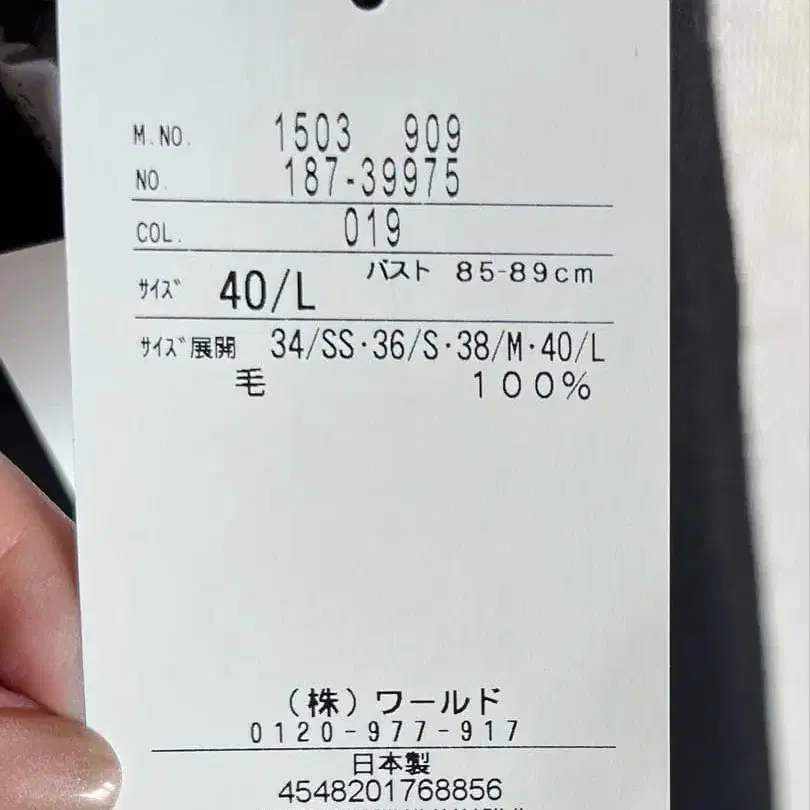 M.NO. 1503 909
NO. 187-39975
COL. 019
サイズ 40/L バスト 85-89cm
サイズ展開 34/SS・36/S・38/M・40/L
毛 100%
(株)ワールド
0120-977-917
日本製
4548201768856